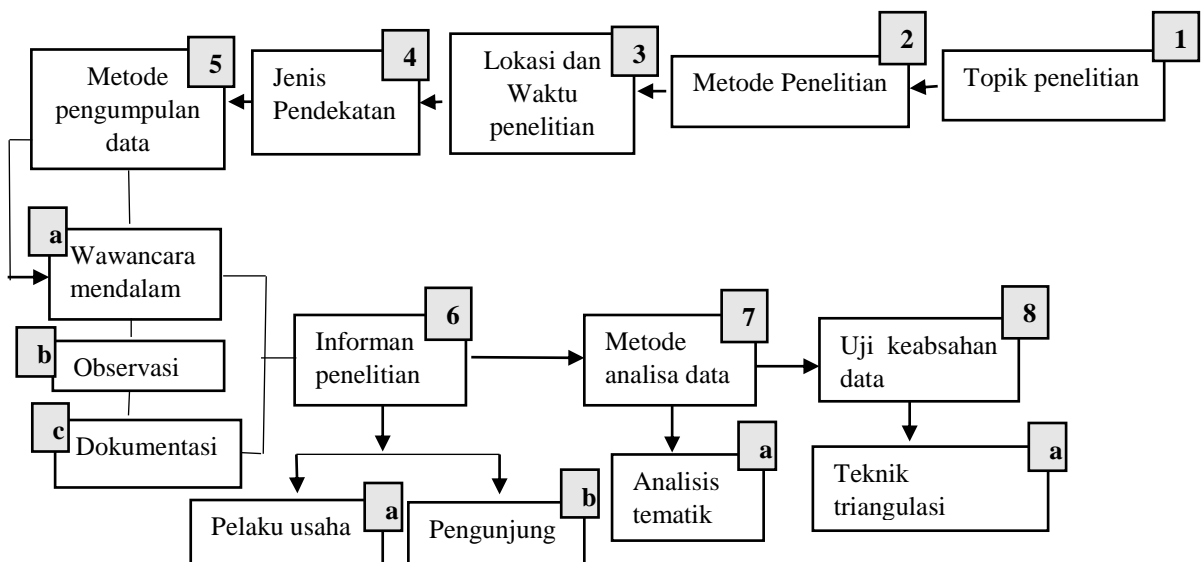 1
Topik penelitian
2
Metode Penelitian
3
Lokasi dan
Waktu
penelitian
4
Jenis
Pendekatan
5
Metode
pengumpulan
data
a
Wawancara
mendalam
b
Observasi
c
Dokumentasi
6
Informan
penelitian
a
Pelaku usaha
b
Pengunjung
7
Metode
analisa data
a
Analisis
tematik
8
Uji keabsahan
data
a
Teknik
triangulasi